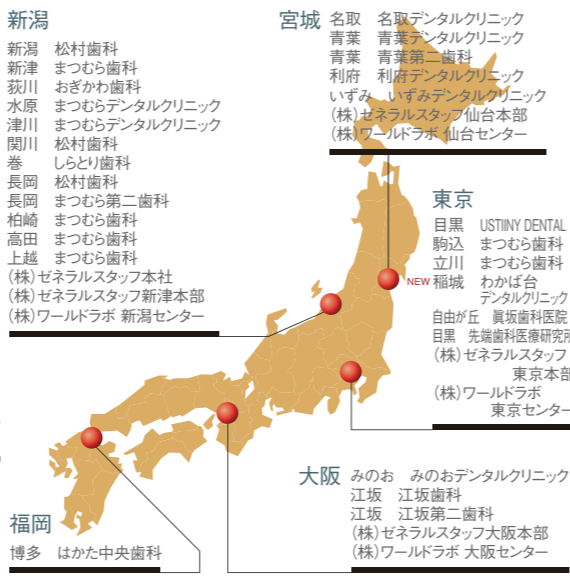 新潟
新潟 松村歯科
新津 まつむら歯科
荻川 おぎかわ歯科
水原 まつむらデンタルクリニック
津川 まつむらデンタルクリニック
関川 松村歯科
巻 しらとり歯科
長岡 松村歯科
長岡 まつむら第二歯科
柏崎 まつむら歯科
高田 まつむら歯科
上越 まつむら歯科
(株)ゼネラルスタッフ本社
(株)ゼネラルスタッフ新津本部
(株)ワールドラボ 新潟センター
宮城
名取 名取デンタルクリニック
青葉 青葉デンタルクリニック
青葉 青葉第二歯科
利府 利府デンタルクリニック
いずみ いずみデンタルクリニック
(株)ゼネラルスタッフ仙台本部
(株)ワールドラボ 仙台センター
東京
目黒 USTIINY DENTAL
駒込 まつむら歯科
立川 まつむら歯科
NEW 稲城 わかば台
デンタルクリニック
自由が丘 眞坂歯科医院
目黒 先端歯科医療研究所
(株)ゼネラルスタッフ
東京本部
(株)ワールドラボ
東京センター
大阪
みのお みのおデンタルクリニック
江坂 江坂歯科
江坂 江坂第二歯科
(株)ゼネラルスタッフ大阪本部
(株)ワールドラボ 大阪センター
福岡
博多 はかた中央歯科